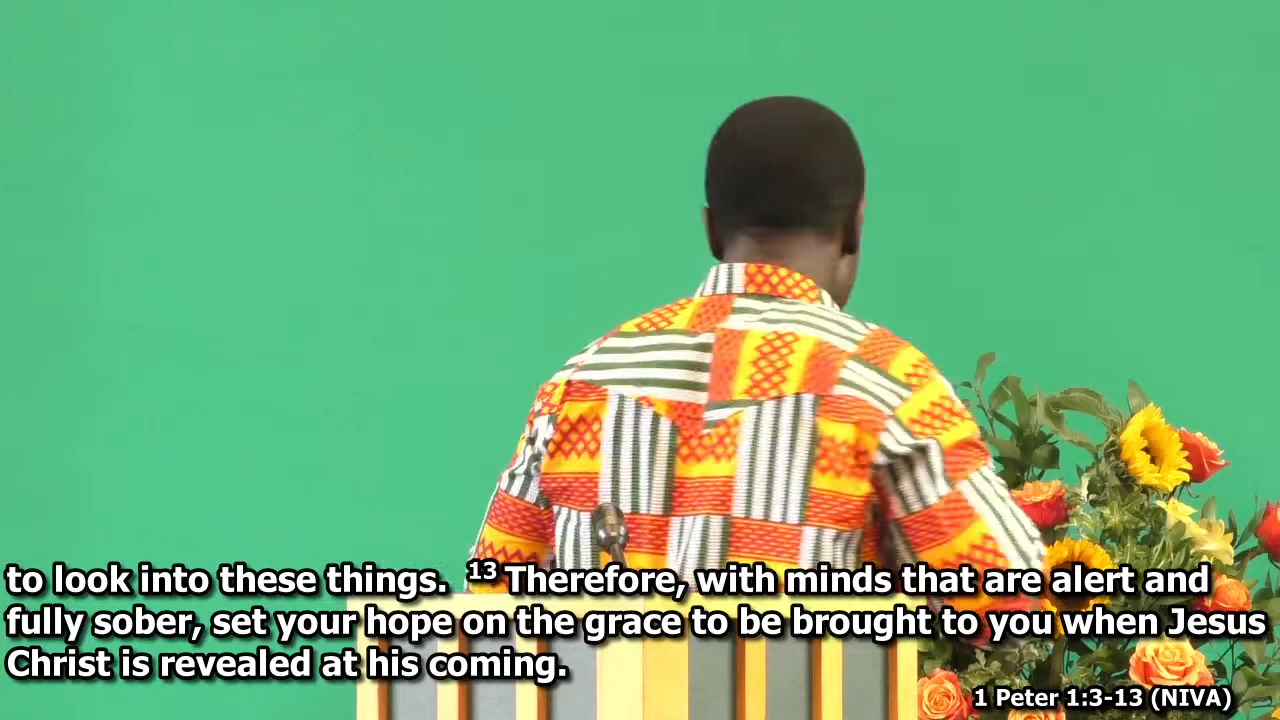 to look into these things. 13 Therefore, with minds that are alert and
fully sober, set your hope on the grace to be brought to you when Jesus
Christ is revealed at his coming.
1 Peter 1:3-13 (NIVA)